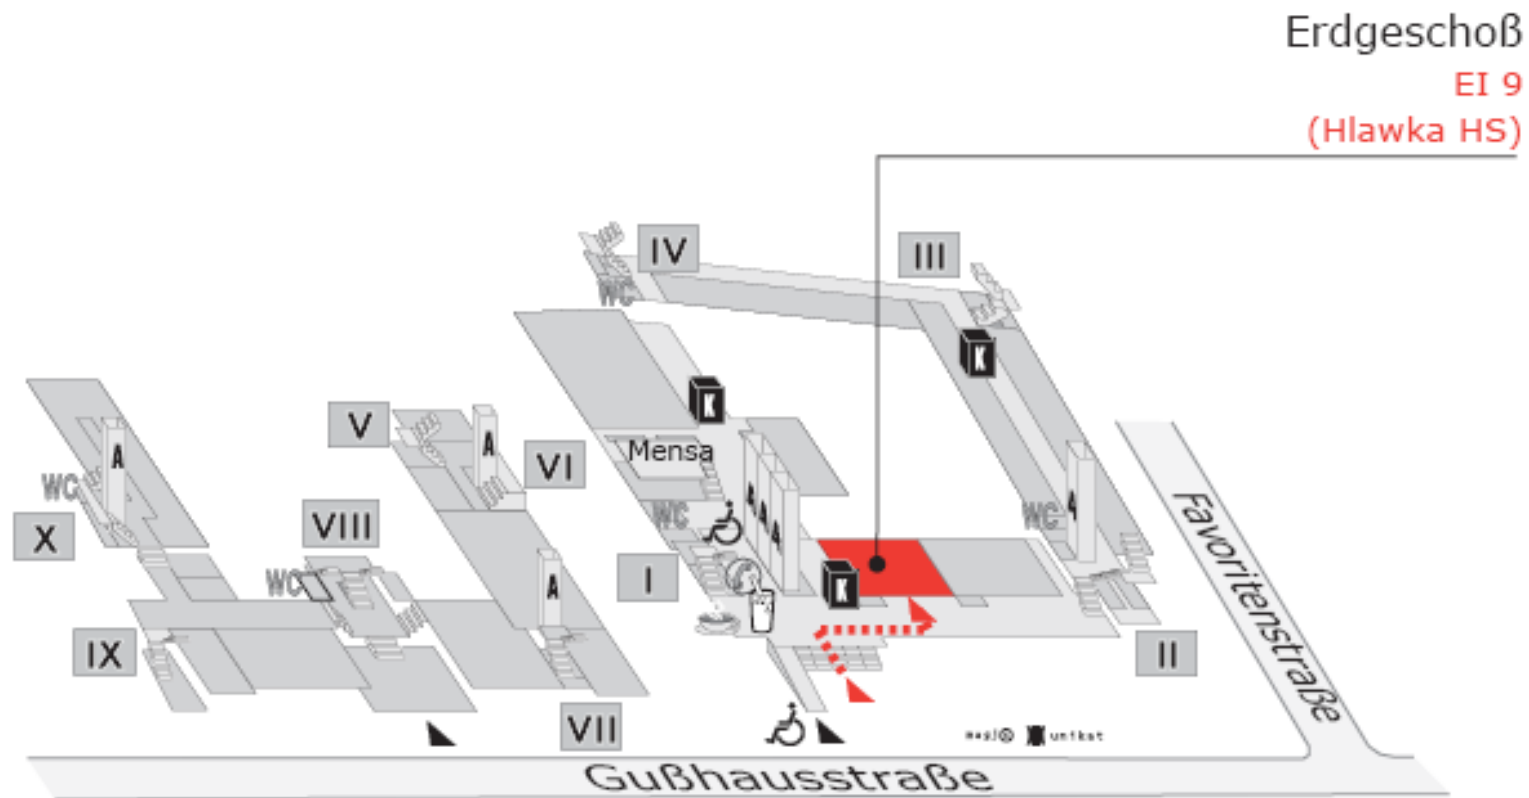 Erdgeschoß
EI 9
(Hlawka HS)
IV
III
WC
K
K
V
A
A
Mensa
VI
WC
X
VIII
A
A
A
WC
WC
Favoritenstraße
I
K
WC
A
IX
II
VII
unikat
Gußhausstraße